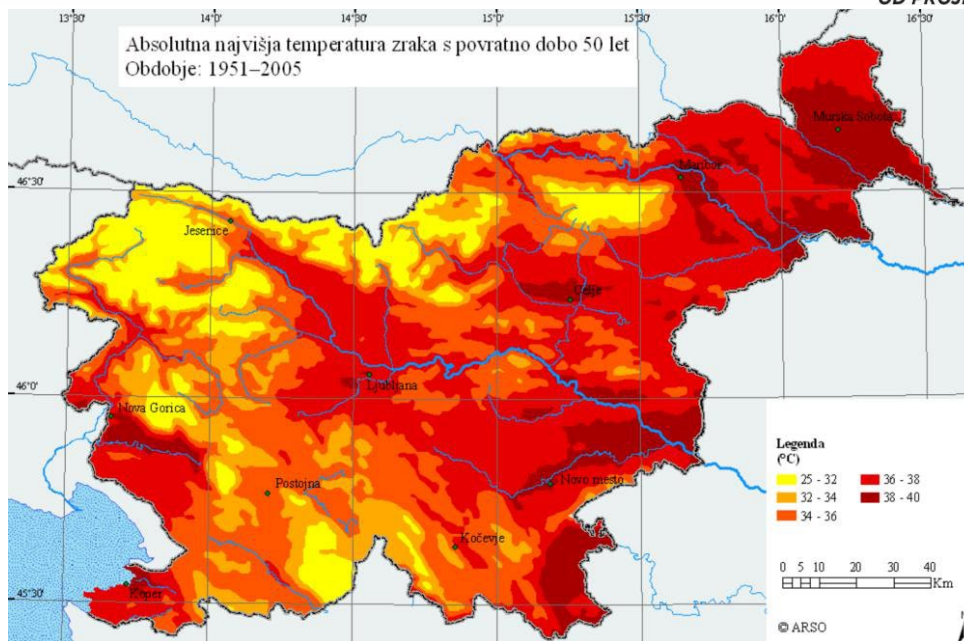 OD PROJE
13°30'
14°0'
14°30'
15°0'
15°30'
16°0'
16°30'
Absolutna najvišja temperatura zraka s povratno dobo 50 let
Obdobje: 1951–2005
Murska Sobota
Maribor
46°30'
Jesenice
Celje
Ljubljana
46°0'
Nova Gorica
Legenda
(°C)
25 - 32
36 - 38
32 - 34
38 - 40
34 - 36
Postojna
Novo mesto
Kočevje
45°30'
Koper
0 5 10 20 30 40
Km
© ARSO